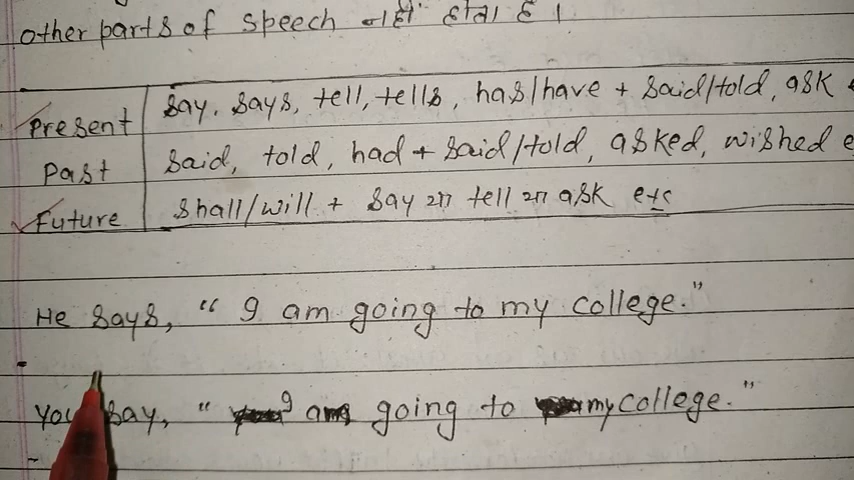 other parts of speech नहीं होता है।
Present say, says, tell, tells, has/have + said/told, ask
Past said, told, had + said/told, asked, wished e
Future shall/will + say या tell या ask etc
He says, “I am going to my college.”
You say, “I am going to my college.”